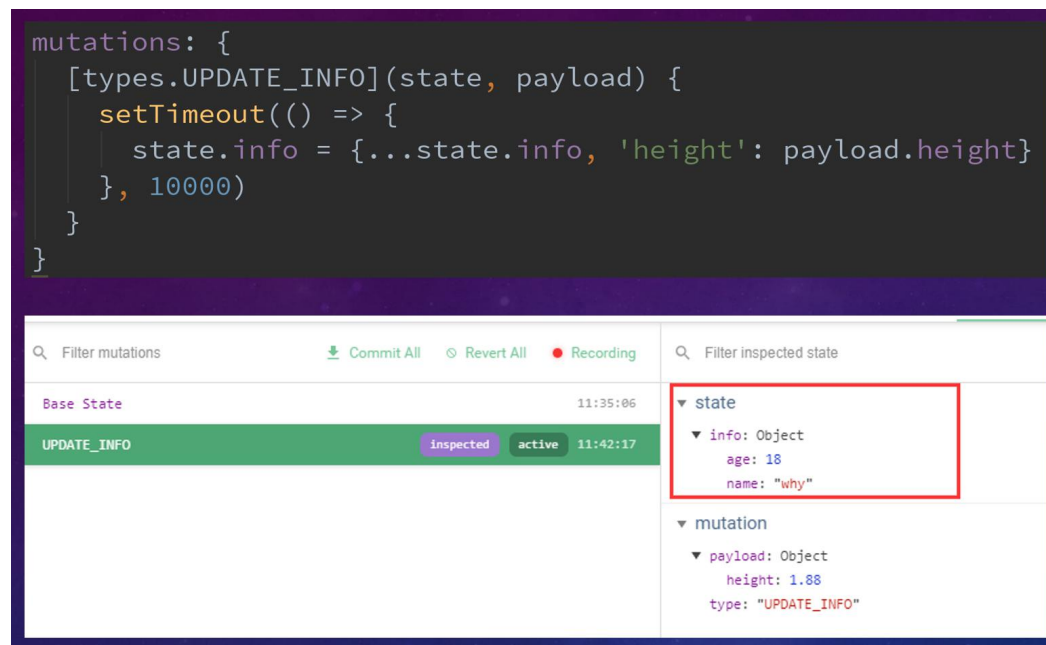 mutations: {
[types.UPDATE_INFO](state, payload) {
setTimeout(() => {
state.info = {...state.info, 'height': payload.height}
}, 10000)
}
}
Filter mutations
Commit All
Revert All
Recording
Filter inspected state
Base State
11:35:06
UPDATE_INFO
inspected
active
11:42:17
state
info: Object
age: 18
name: "why"
mutation
payload: Object
height: 1.88
type: "UPDATE_INFO"